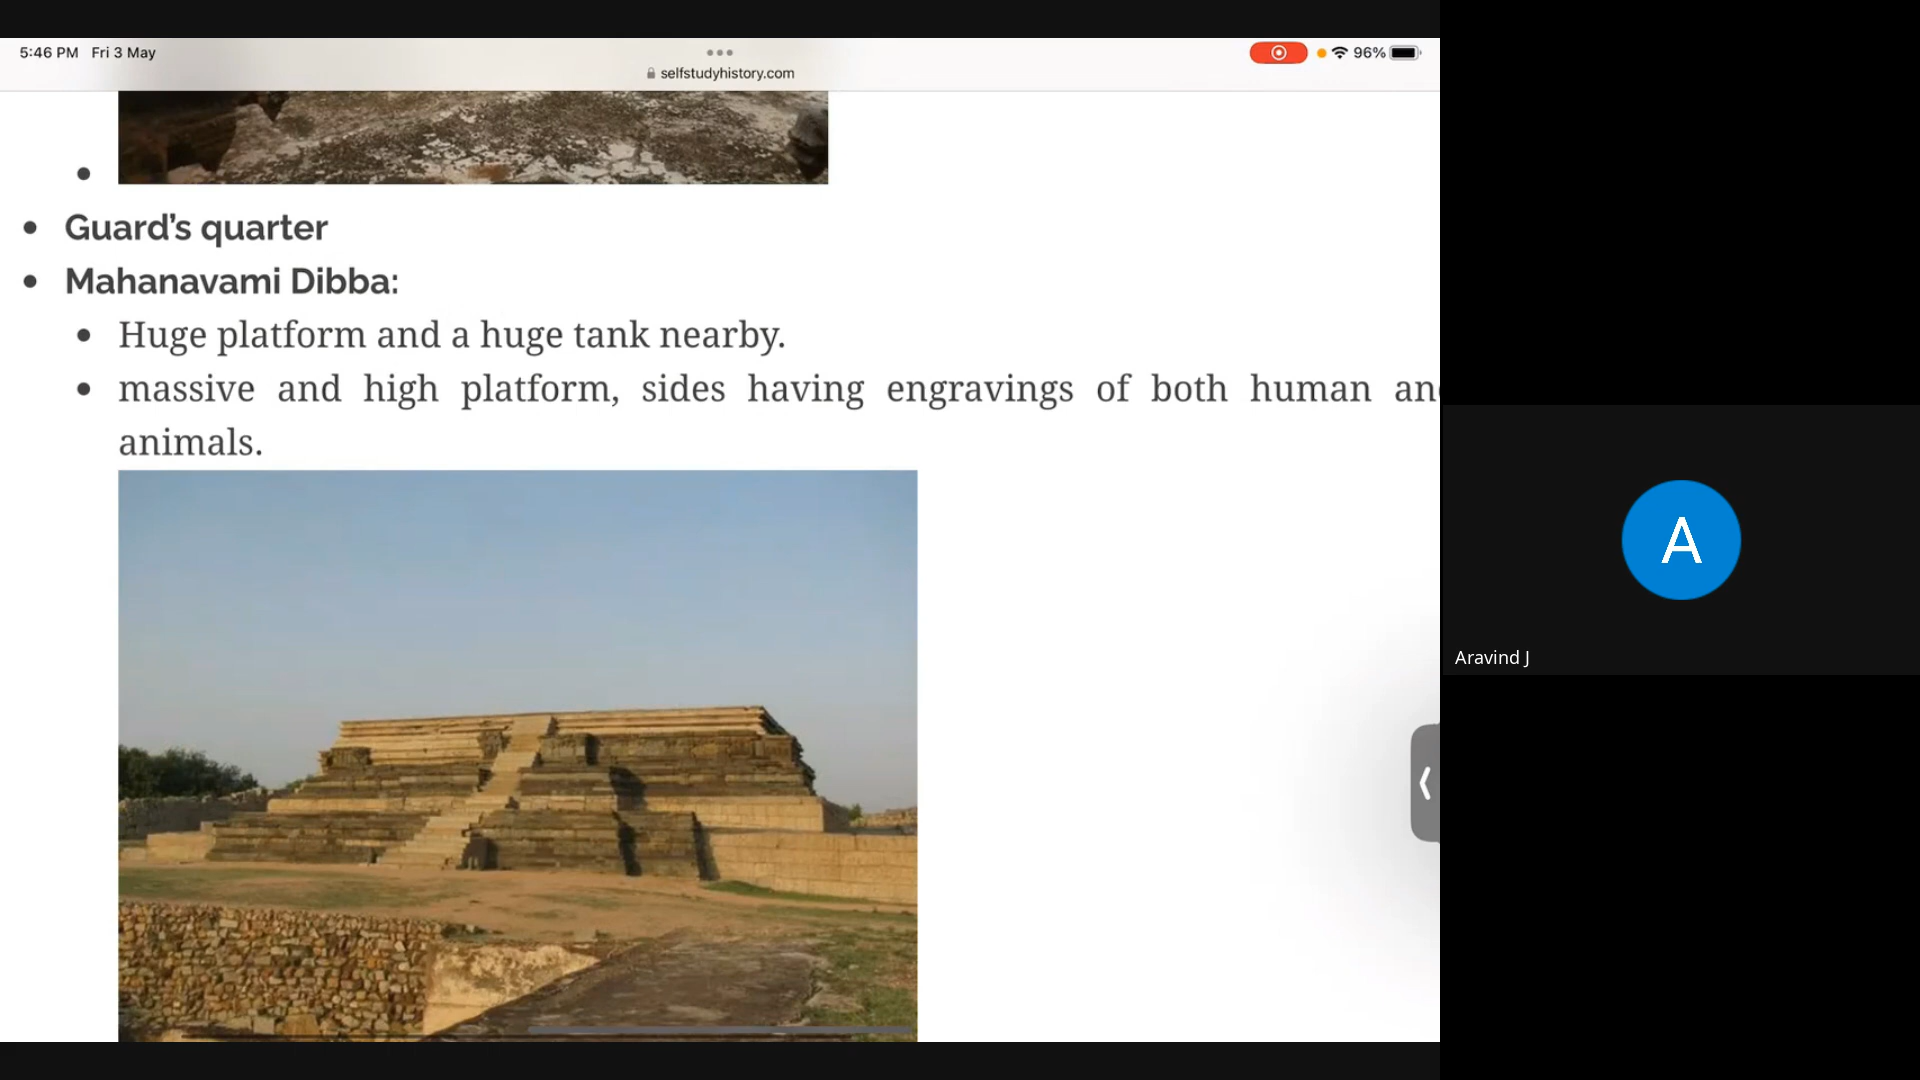 5:46 PM Fri 3 May
96%
selfstudyhistory.com
Guard’s quarter
Mahanavami Dibba:
Huge platform and a huge tank nearby.
massive and high platform, sides having engravings of both human and
animals.
A
Aravind J